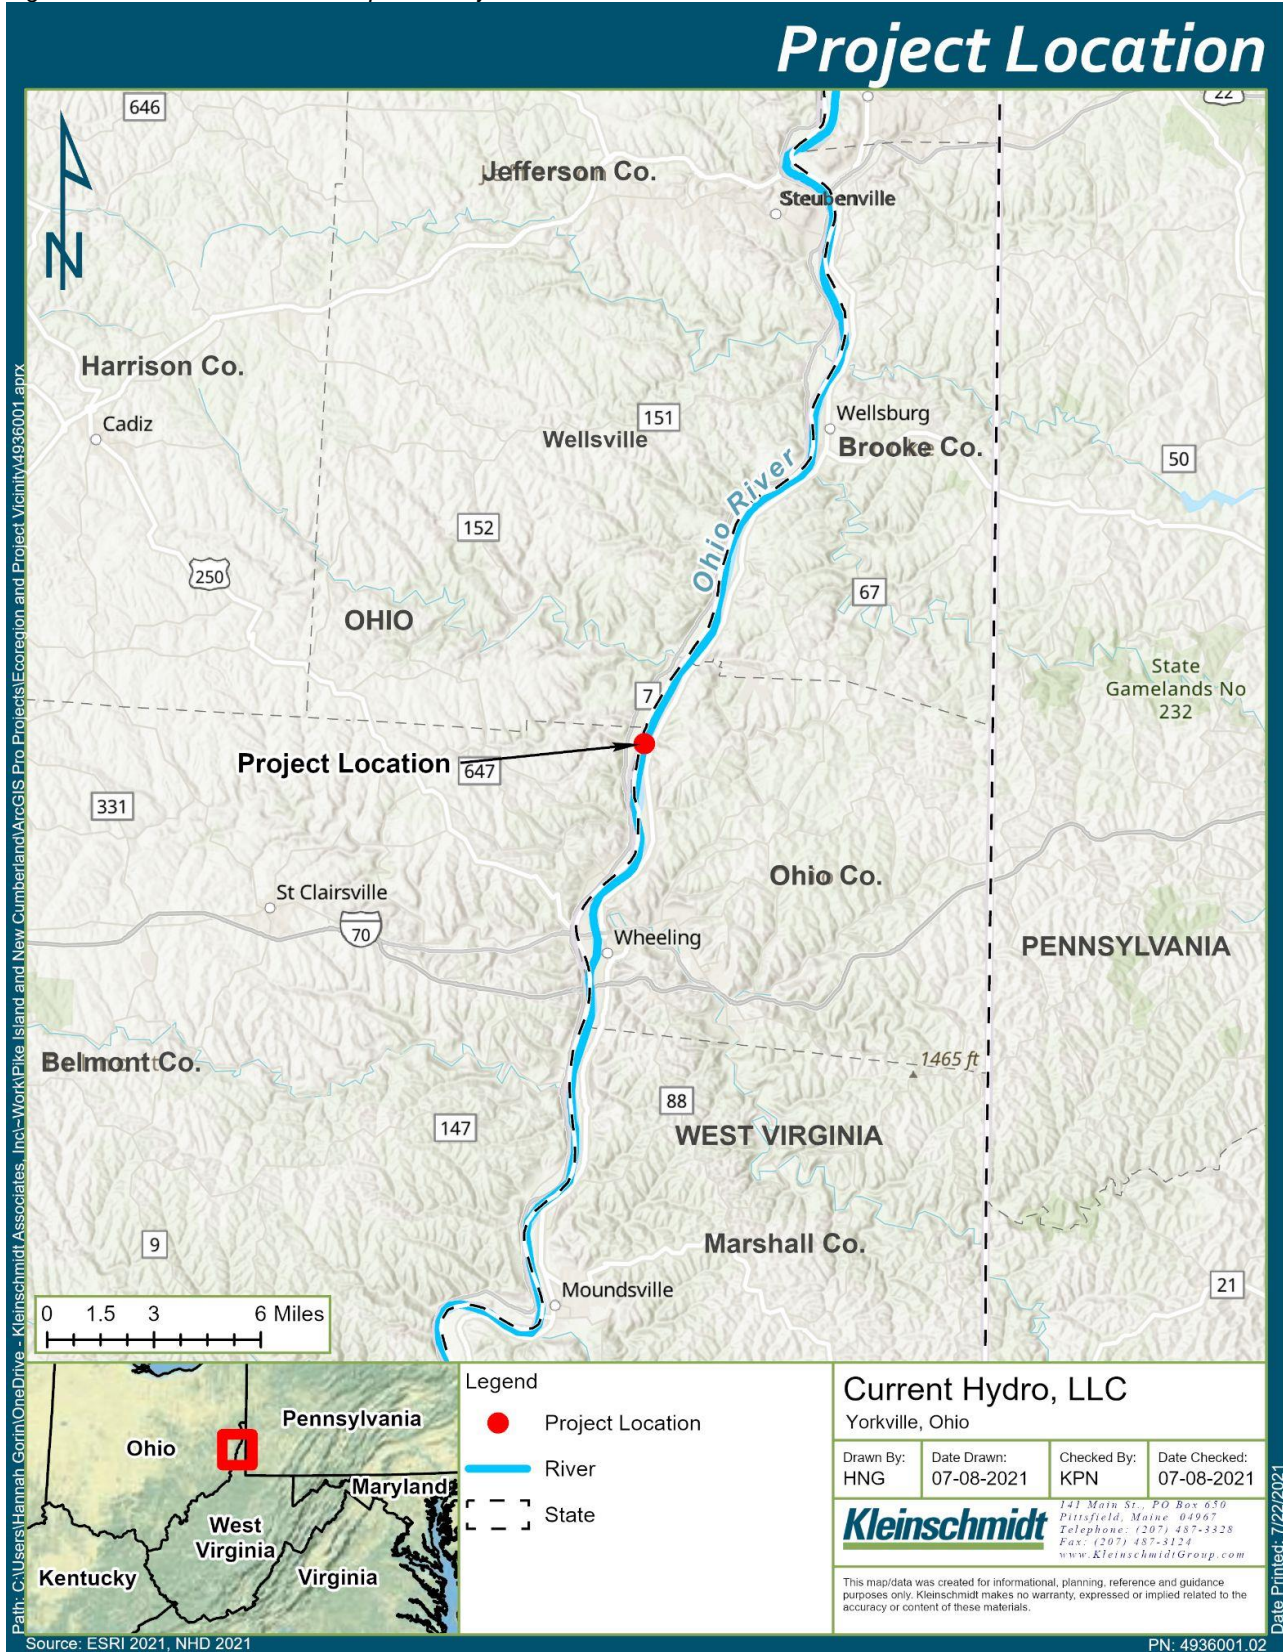 Project Location
646
22
N
Jefferson Co.
Steubenville
Harrison Co.
Cadiz
151
Wellsville
Wellsburg
Brooke Co.
50
Ohio River
152
250
67
OHIO
State
Gamelands No
232
7
Project Location
647
331
Ohio Co.
St Clairsville
70
Wheeling
PENNSYLVANIA
Belmont Co.
1465 ft
88
147
WEST VIRGINIA
9
Marshall Co.
Moundsville
21
0 1.5 3 6 Miles
Pennsylvania
Ohio
Maryland
West
Virginia
Kentucky
Virginia
Legend
Project Location
River
State
Current Hydro, LLC
Yorkville, Ohio
Drawn By:
HNG
Date Drawn:
07-08-2021
Checked By:
KPN
Date Checked:
07-08-2021
Kleinschmidt
141 Main St., PO Box 650
Pittsfield, Maine 04967
Telephone: (207) 487-3328
Fax: (207) 487-3124
www.KleinschmidtGroup.com
This map/data was created for informational, planning, reference and guidance
purposes only. Kleinschmidt makes no warranty, expressed or implied related to the
accuracy or content of these materials.
Source: ESRI 2021, NHD 2021
PN: 4936001.02
Path: C:\Users\Hannah Gorin\OneDrive - Kleinschmidt Associates, Inc\~Work\Pike Island and New Cumberland\ArcGIS Pro Projects\Ecoregion and Project Vicinity\4936001.aprx
Date Printed: 7/22/2021